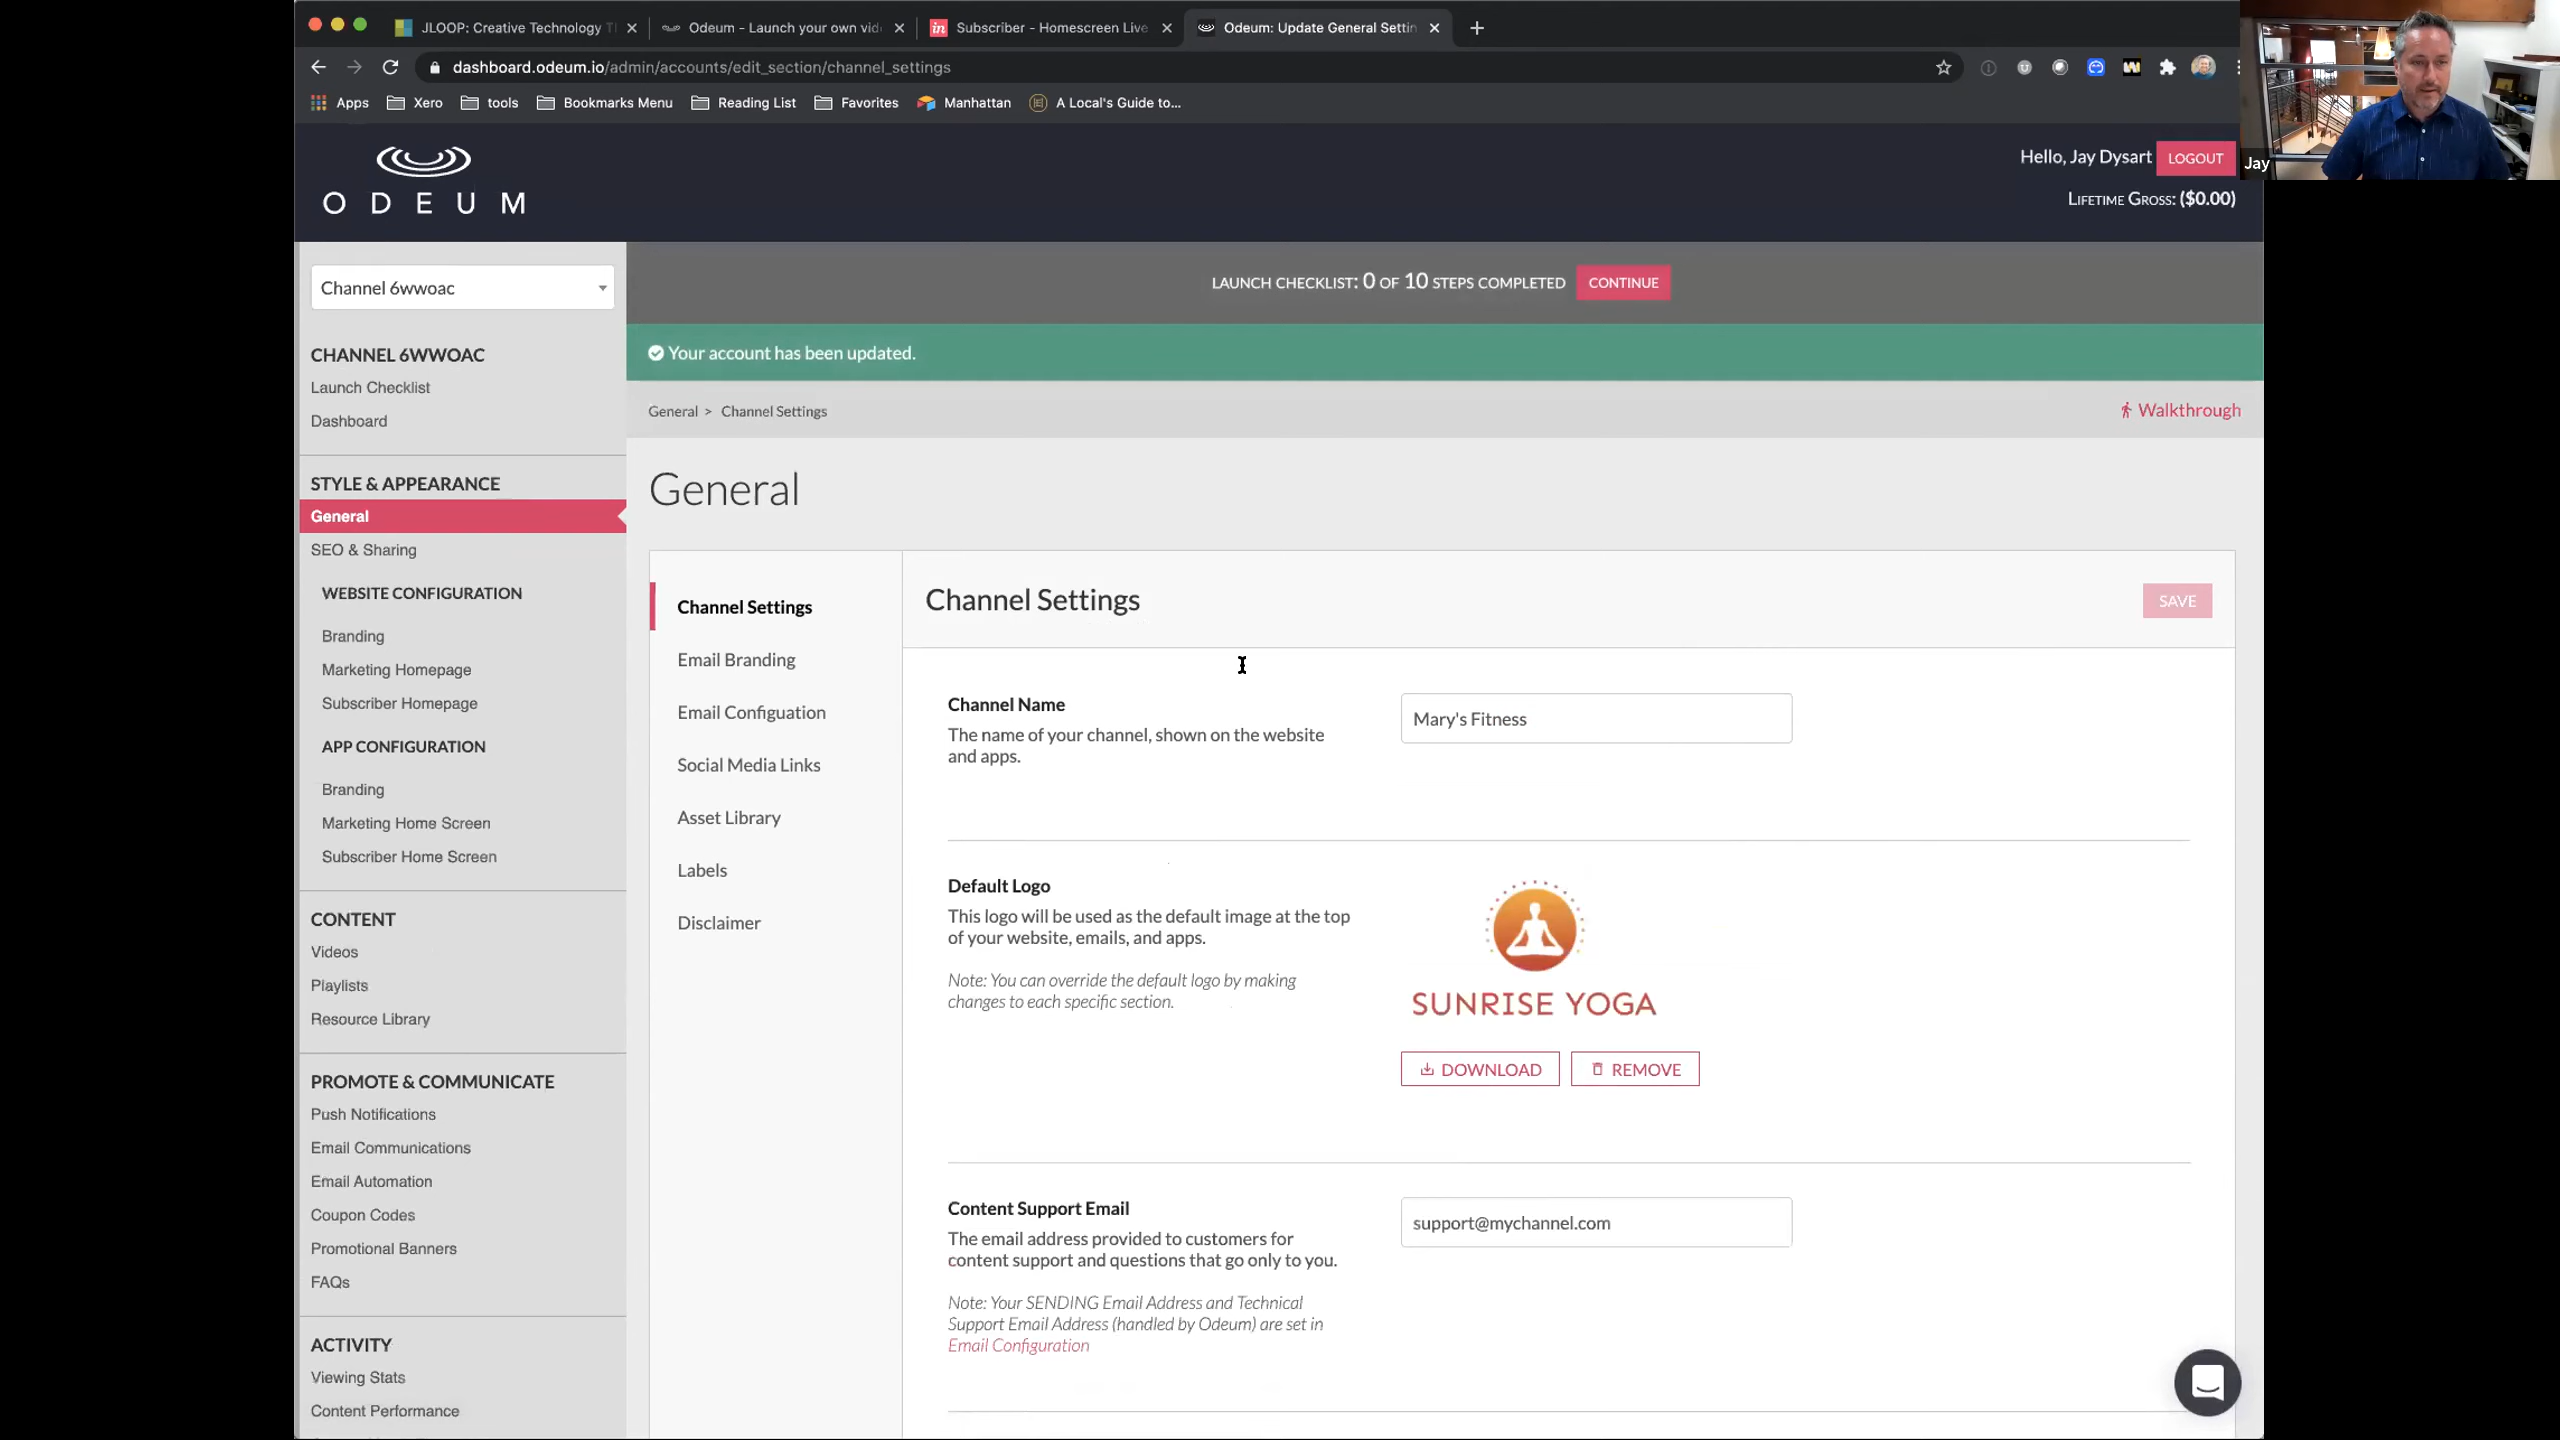 JLOOP: Creative Technology T
Odeum - Launch your own vid
Subscriber - Homescreen Live
Odeum: Update General Settin
dashboard.odeum.io/admin/accounts/edit_section/channel_settings
Apps
Xero
tools
Bookmarks Menu
Reading List
Favorites
Manhattan
A Local's Guide to...
ODEUM
Hello, Jay Dysart
LOGOUT
Jay
LIFETIME GROSS: ($0.00)
Channel 6wwoac
LAUNCH CHECKLIST: 0 OF 10 STEPS COMPLETED
CONTINUE
Your account has been updated.
General > Channel Settings
Walkthrough
CHANNEL 6WWOAC
Launch Checklist
Dashboard
STYLE & APPEARANCE
General
SEO & Sharing
WEBSITE CONFIGURATION
Branding
Marketing Homepage
Subscriber Homepage
APP CONFIGURATION
Branding
Marketing Home Screen
Subscriber Home Screen
CONTENT
Videos
Playlists
Resource Library
PROMOTE & COMMUNICATE
Push Notifications
Email Communications
Email Automation
Coupon Codes
Promotional Banners
FAQs
ACTIVITY
Viewing Stats
Content Performance
General
Channel Settings
Email Branding
Email Configuation
Social Media Links
Asset Library
Labels
Disclaimer
Channel Settings
SAVE
Channel Name
The name of your channel, shown on the website
and apps.
Mary's Fitness
Default Logo
This logo will be used as the default image at the top
of your website, emails, and apps.
Note: You can override the default logo by making
changes to each specific section.
SUNRISE YOGA
DOWNLOAD
REMOVE
Content Support Email
The email address provided to customers for
content support and questions that go only to you.
Note: Your SENDING Email Address and Technical
Support Email Address (handled by Odeum) are set in
Email Configuration
support@mychannel.com